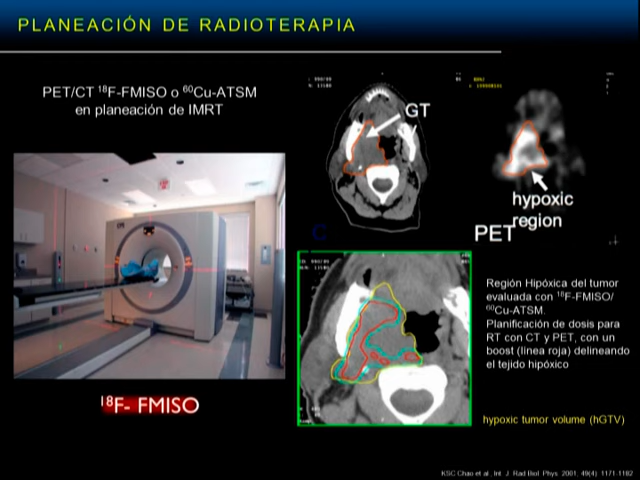 PLANEACIÓN DE RADIOTERAPIA
PET/CT 18F-FMISO o 60Cu-ATSM
en planeación de IMRT
GT
V
hypoxic
region
C
PET
Región Hipóxica del tumor
evaluada con 18F-FMISO/
60Cu-ATSM.
Planificación de dosis para
RT con CT y PET, con un
boost (linea roja) delineando
el tejido hipóxico
18F- FMISO
hypoxic tumor volume (hGTV)
KSC Chao et al., Int. J. Rad Biol. Phys. 2001, 49(4): 1171-1182